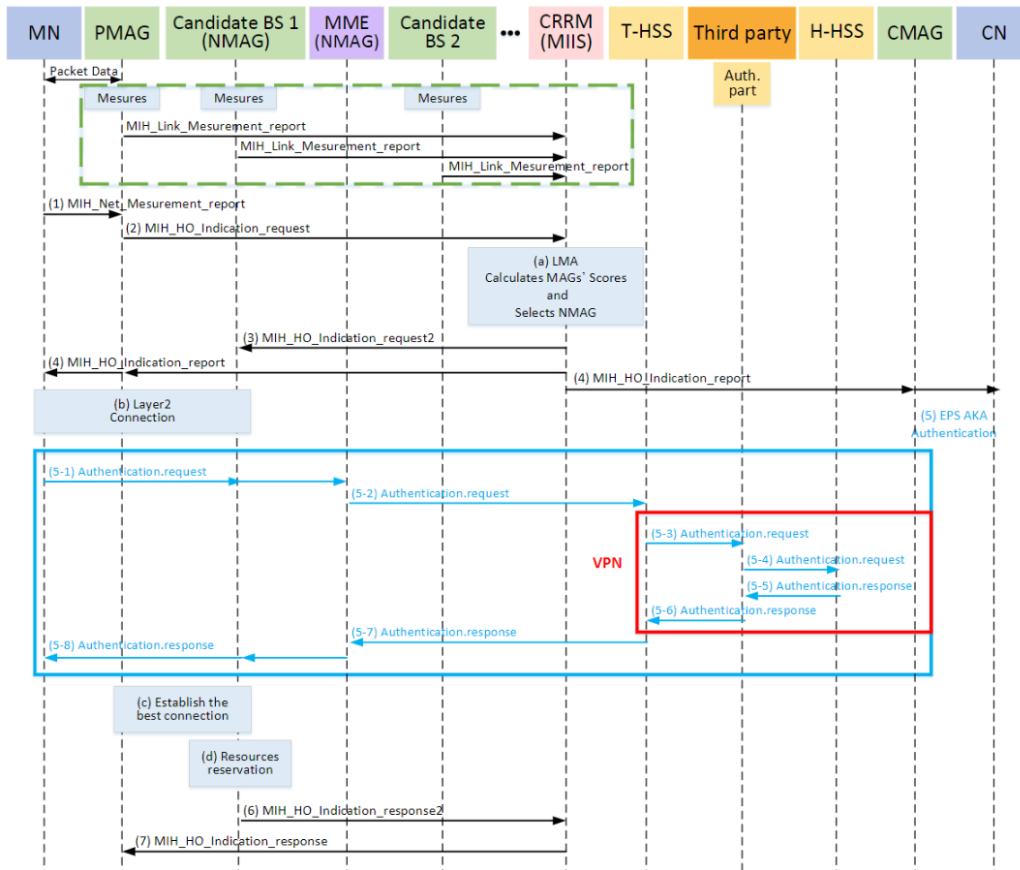 MN
PMAG
Candidate BS 1
(NMAG)
MME
(NMAG)
Candidate
BS 2
•••
CRRM
(MIIS)
T-HSS
Third party
H-HSS
CMAG
CN
Packet Data
Auth.
part
Mesures
Mesures
Mesures
MIH_Link_Mesurement_report
MIH_Link_Mesurement_report
MIH_Link_Mesurement_report
(1) MIH_Net_Mesurement_report
(2) MIH_HO_Indication_request
(a) LMA
Calculates MAGs' Scores
and
Selects NMAG
(3) MIH_HO_Indication_request2
(4) MIH_HO_Indication_report
(4) MIH_HO_Indication_report
(b) Layer2
Connection
(5) EPS AKA
Authentication
(5-1) Authentication.request
(5-2) Authentication.request
(5-3) Authentication.request
VPN
(5-4) Authentication.request
(5-5) Authentication.response
(5-6) Authentication.response
(5-7) Authentication.response
(5-8) Authentication.response
(c) Establish the
best connection
(d) Resources
reservation
(6) MIH_HO_Indication_response2
(7) MIH_HO_Indication_response